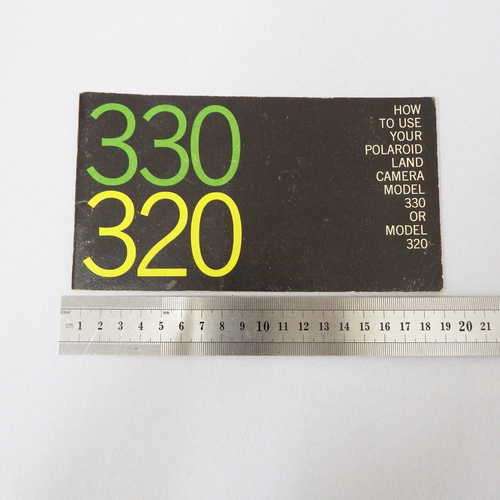 330
320
HOW
TO USE
YOUR
POLAROID
LAND
CAMERA
MODEL
330
OR
MODEL
320
1 2 3 4 5 6 7 8 9 10 11 12 13 14 15 16 17 18 19 20 21